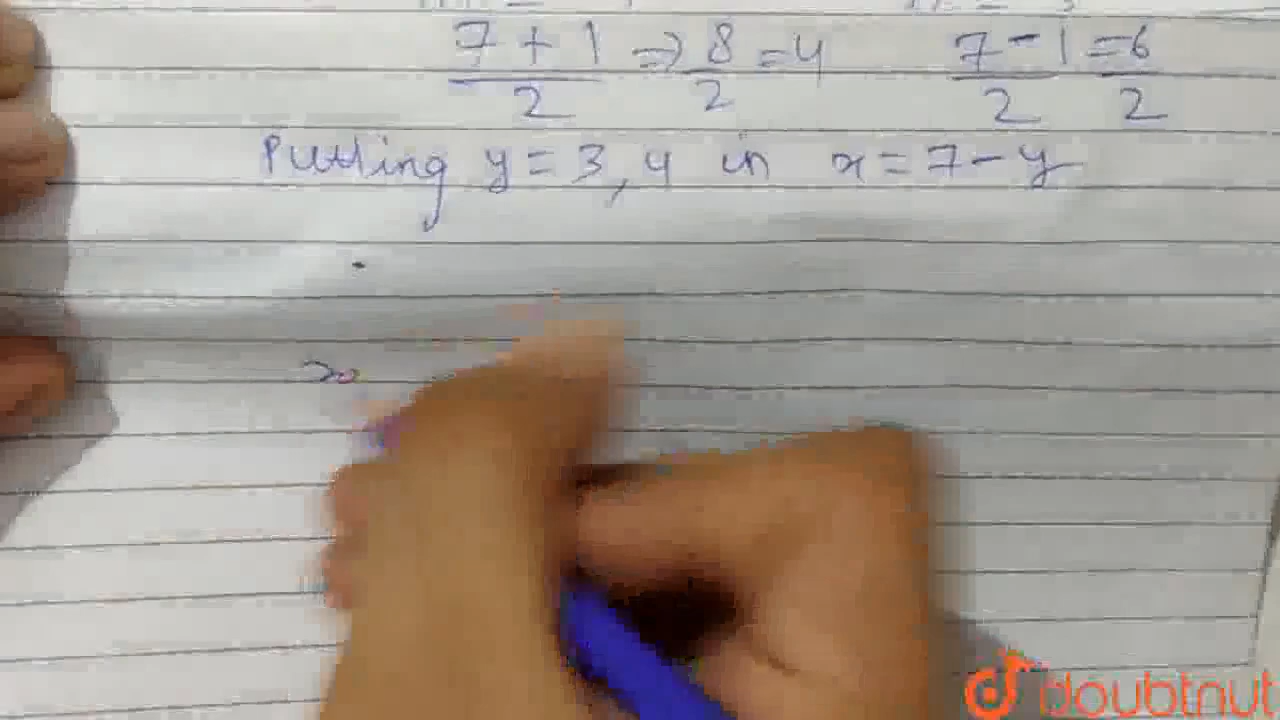 7 + 1 / 2 => 8 / 2 = 4    7 - 1 / 2 = 6 / 2
Putting y = 3, 4 in x = 7 - y
doubtnut